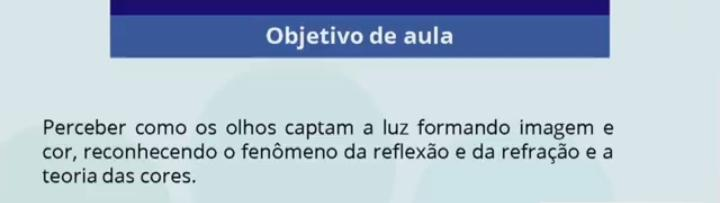 Objetivo de aula
Perceber como os olhos captam a luz formando imagem e
cor, reconhecendo o fenômeno da reflexão e da refração e a
teoria das cores.